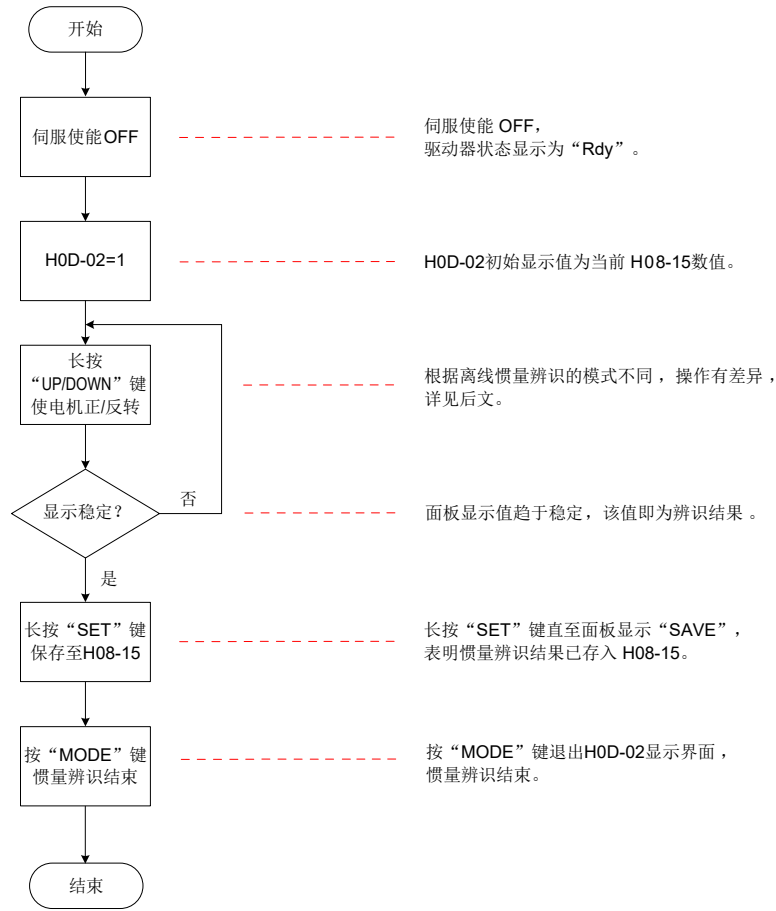 开始
伺服使能OFF
伺服使能 OFF，
驱动器状态显示为“Rdy”。
H0D-02=1
H0D-02初始显示值为当前 H08-15数值。
长按
“UP/DOWN”键
使电机正/反转
根据离线惯量辨识的模式不同，操作有差异，
详见后文。
显示稳定？
否
面板显示值趋于稳定，该值即为辨识结果。
是
长按“SET”键
保存至H08-15
长按“SET”键直至面板显示“SAVE”，
表明惯量辨识结果已存入 H08-15。
按“MODE”键
惯量辨识结束
按“MODE”键退出H0D-02显示界面，
惯量辨识结束。
结束